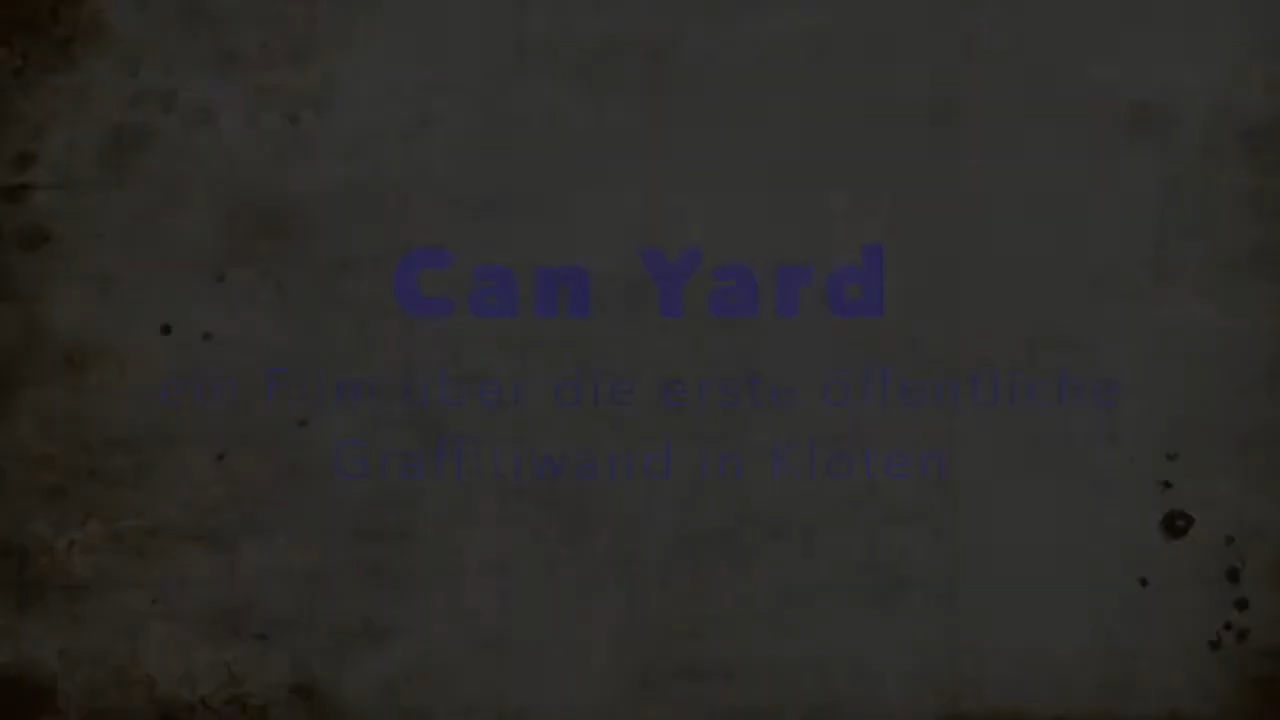 Can Yard
ein Film über die erste öffentliche
Graffitiwand in Kloten